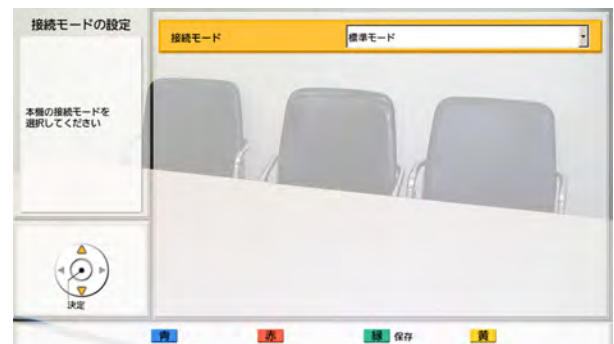 接続モードの設定
接続モード
標準モード
本機の接続モードを
選択してください
決定
青
赤
緑 保存
黄